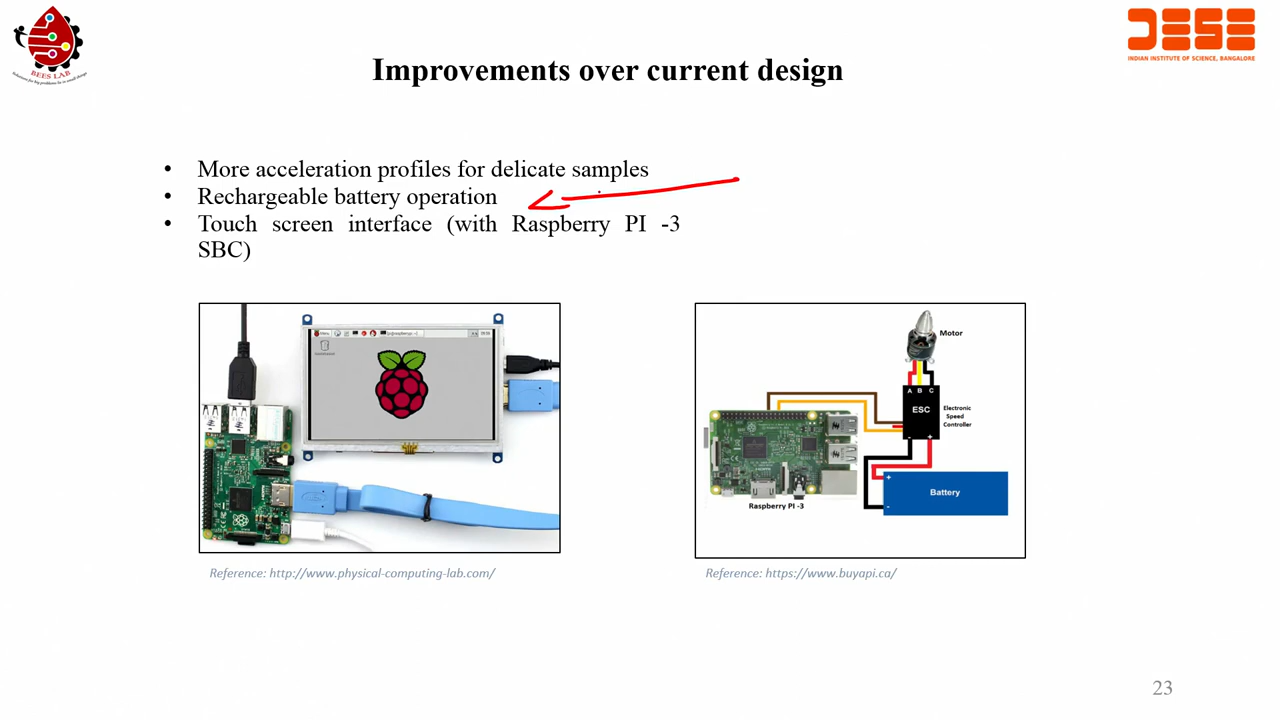 BEES LAB
DESE
INDIAN INSTITUTE OF SCIENCE, BANGALORE
Improvements over current design
• More acceleration profiles for delicate samples
• Rechargeable battery operation
• Touch screen interface (with Raspberry PI -3
SBC)
Motor
A B C
ESC
Electronic
Speed
Controller
+
Battery
-
Raspberry PI -3
Reference: http://www.physical-computing-lab.com/
Reference: https://www.buyapi.ca/
23